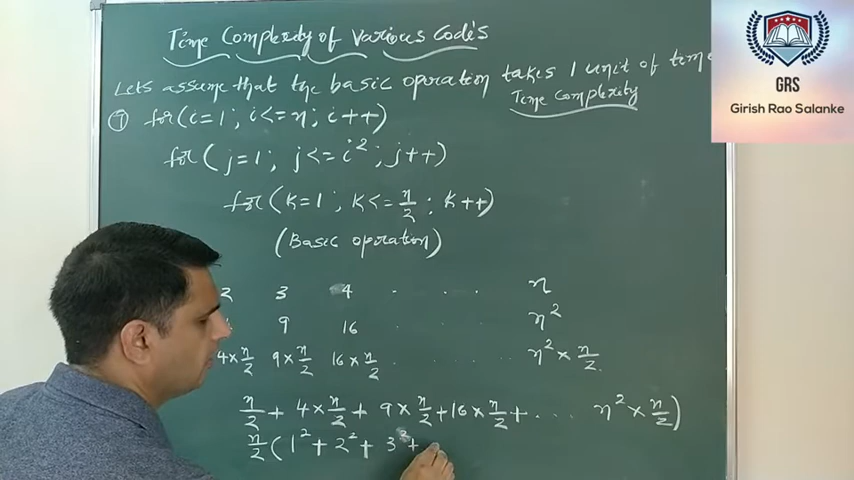 Time Complexity of Various Codes
Lets assume that the basic operation takes 1 unit of time
Time Complexity
⑦ for(i=1; i<=n; i++)
for(j=1; j<=i²; j++)
for(k=1; k<=n/2; k++)
(Basic operation)
2 3 4 . . . n
9 16 . . . n²
4×n/2 9×n/2 16×n/2 . . . . n²×n/2
n/2 + 4×n/2 + 9×n/2 + 16×n/2 + . . . n²×n/2)
n/2(1² + 2² + 3² +
GRS
Girish Rao Salanke